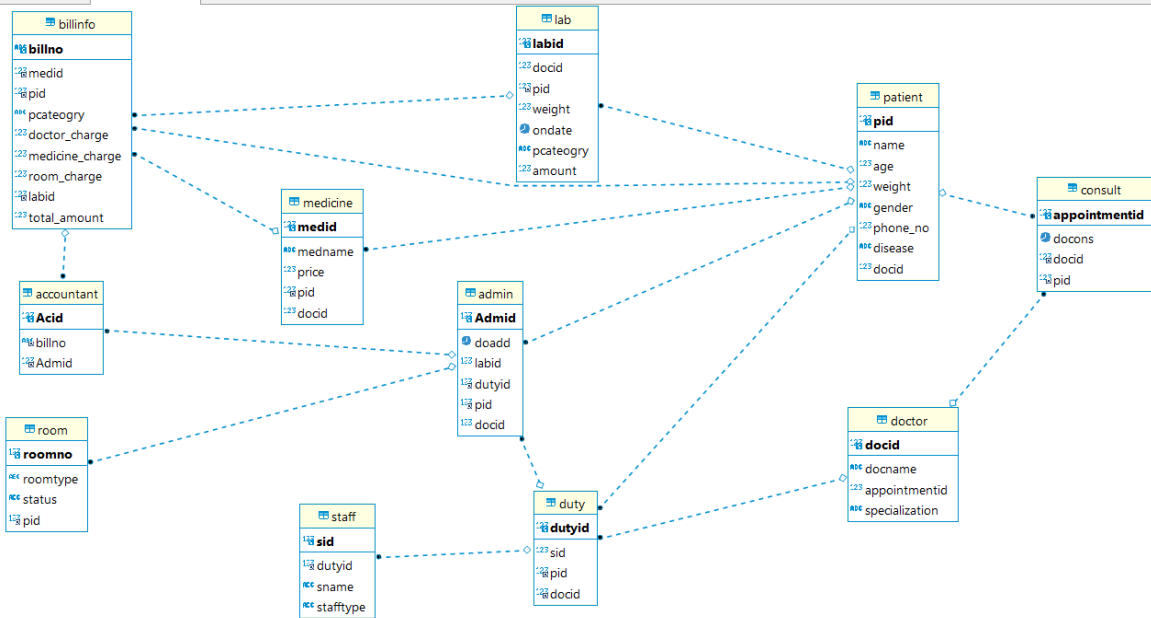 billinfo
billno
medid
pid
pcateogry
doctor_charge
medicine_charge
room_charge
labid
total_amount
lab
labid
docid
pid
weight
ondate
pcateogry
amount
patient
pid
name
age
weight
gender
phone_no
disease
docid
consult
appointmentid
docons
docid
pid
medicine
medid
medname
price
pid
docid
accountant
Acid
billno
Admid
admin
Admid
doadd
labid
dutyid
pid
docid
room
roomno
roomtype
status
pid
staff
sid
dutyid
sname
stafftype
duty
dutyid
sid
pid
docid
doctor
docid
docname
appointmentid
specialization